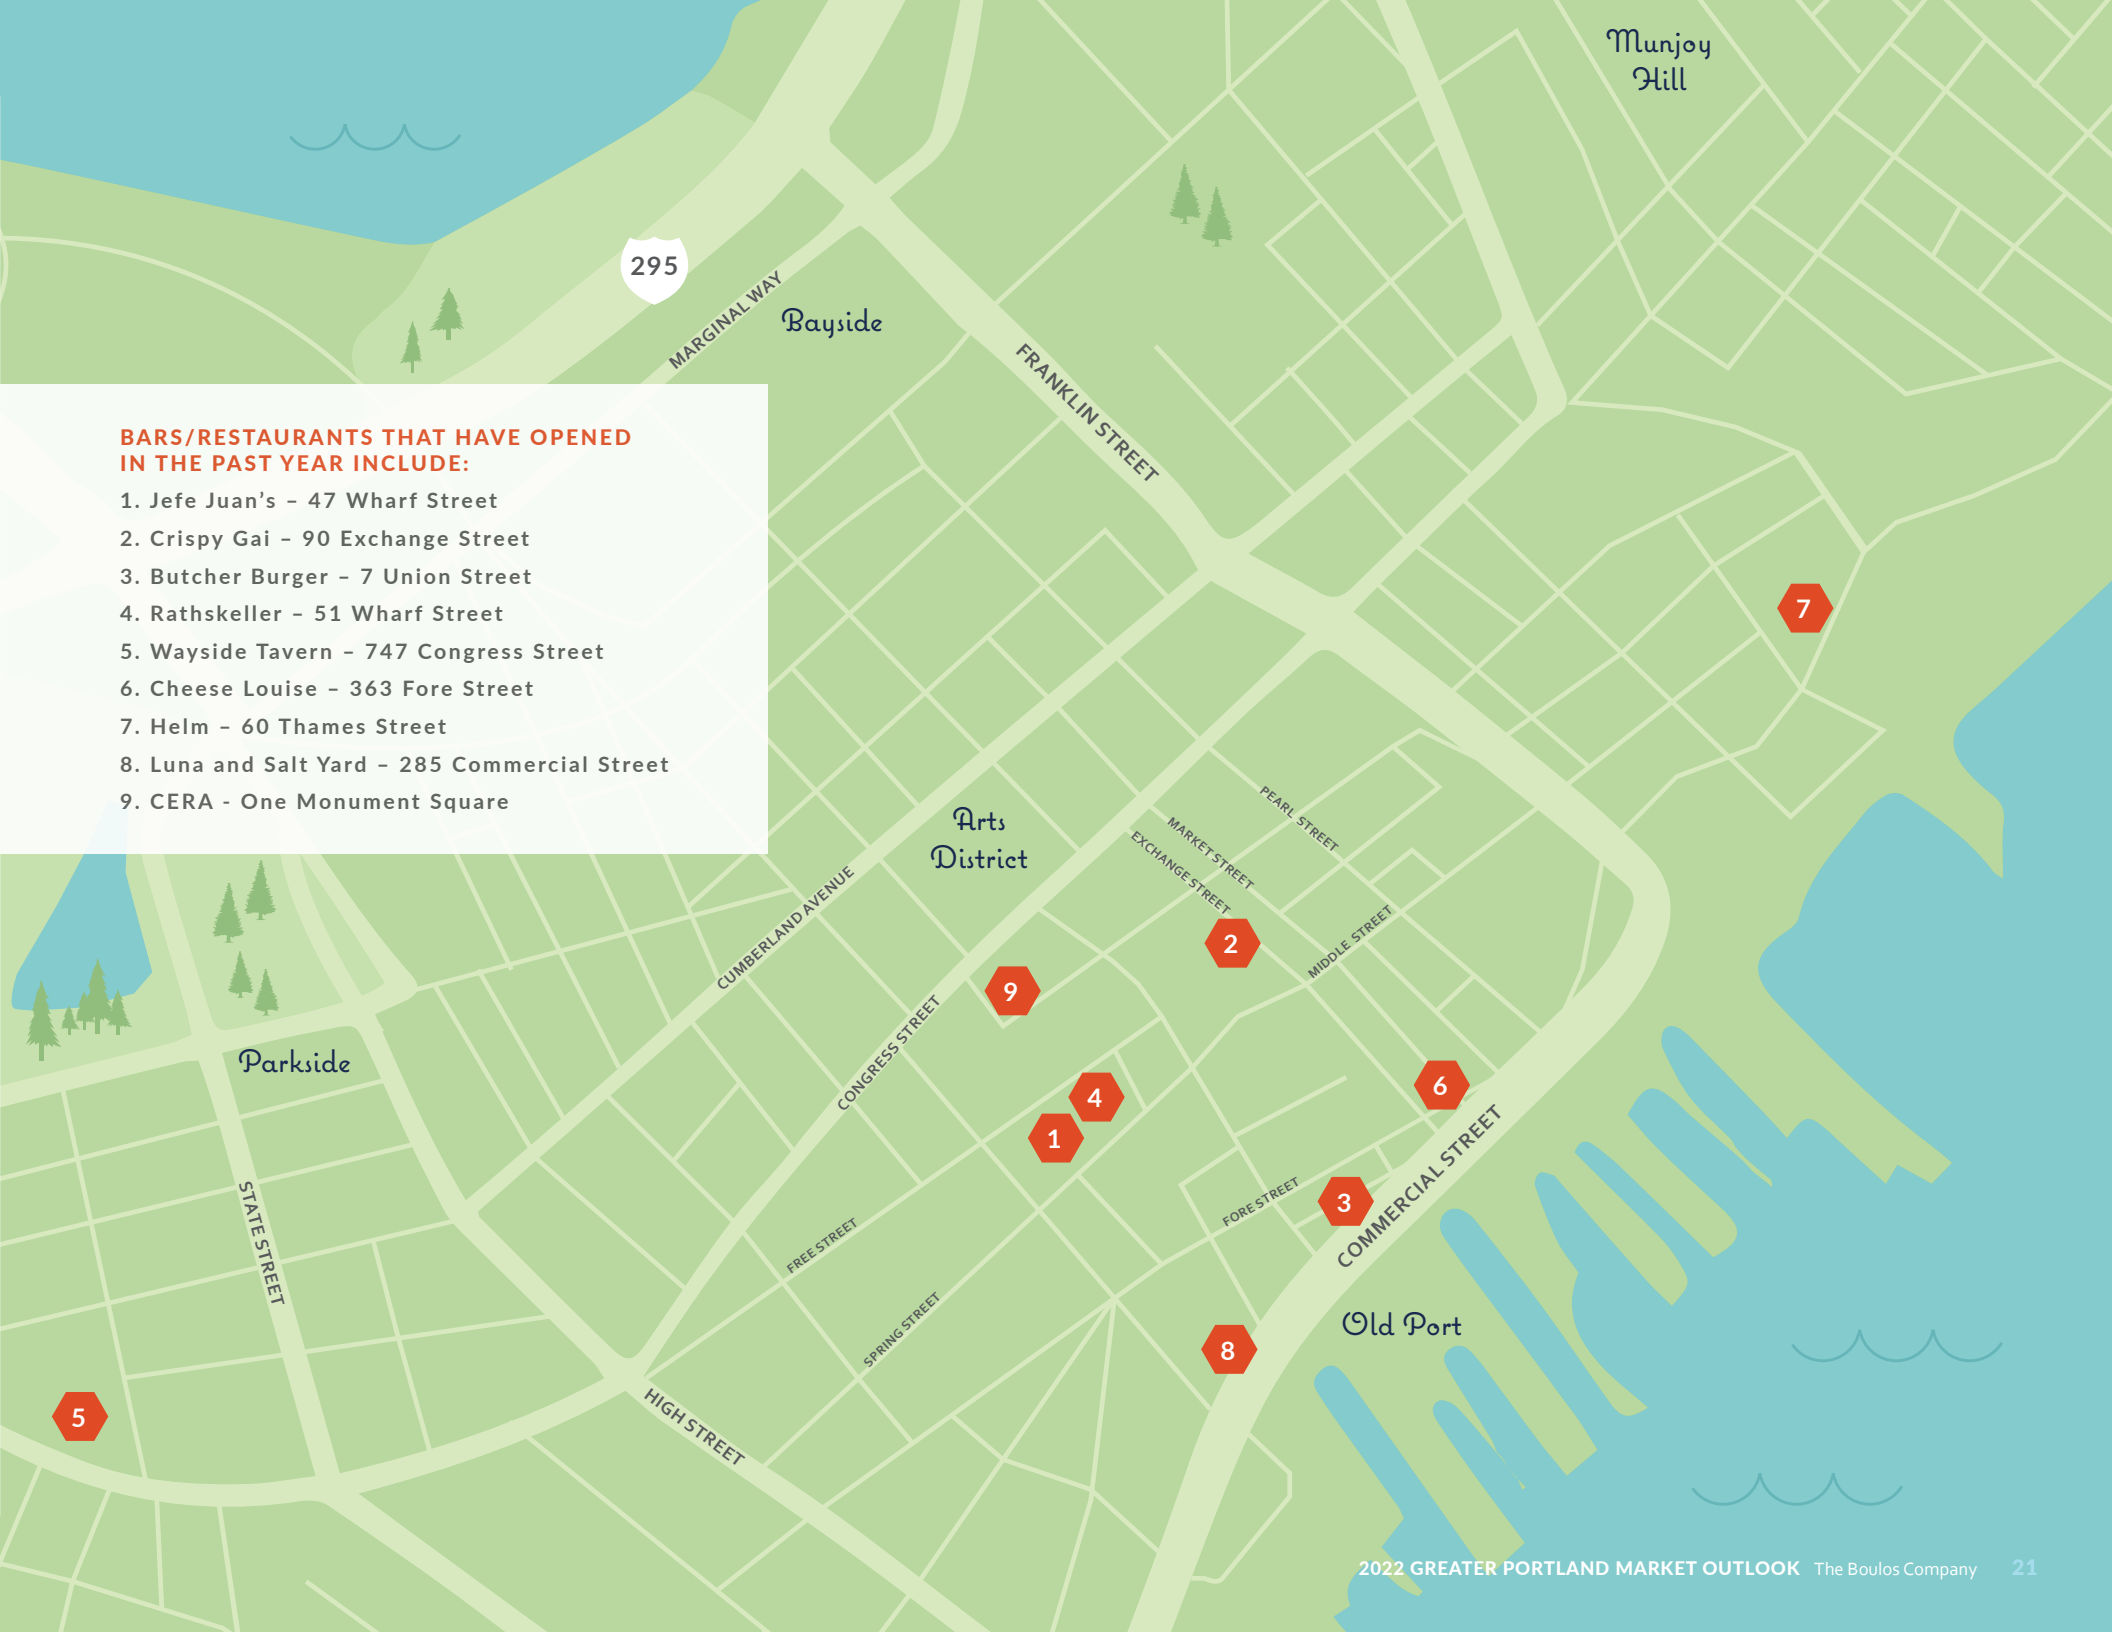 Munjoy
Hill
295
MARGINAL WAY
Bayside
FRANKLIN STREET
BARS/RESTAURANTS THAT HAVE OPENED
IN THE PAST YEAR INCLUDE:
1. Jefe Juan’s – 47 Wharf Street
2. Crispy Gai – 90 Exchange Street
3. Butcher Burger – 7 Union Street
4. Rathskeller – 51 Wharf Street
5. Wayside Tavern – 747 Congress Street
6. Cheese Louise – 363 Fore Street
7. Helm – 60 Thames Street
8. Luna and Salt Yard – 285 Commercial Street
9. CERA - One Monument Square
7
Arts
District
PEARL STREET
MARKET STREET
EXCHANGE STREET
CUMBERLAND AVENUE
2
MIDDLE STREET
9
CONGRESS STREET
Parkside
4
6
1
STATE STREET
FREE STREET
FORE STREET
3
COMMERCIAL STREET
SPRING STREET
Old Port
8
HIGH STREET
5
2022 GREATER PORTLAND MARKET OUTLOOK The Boulos Company 21